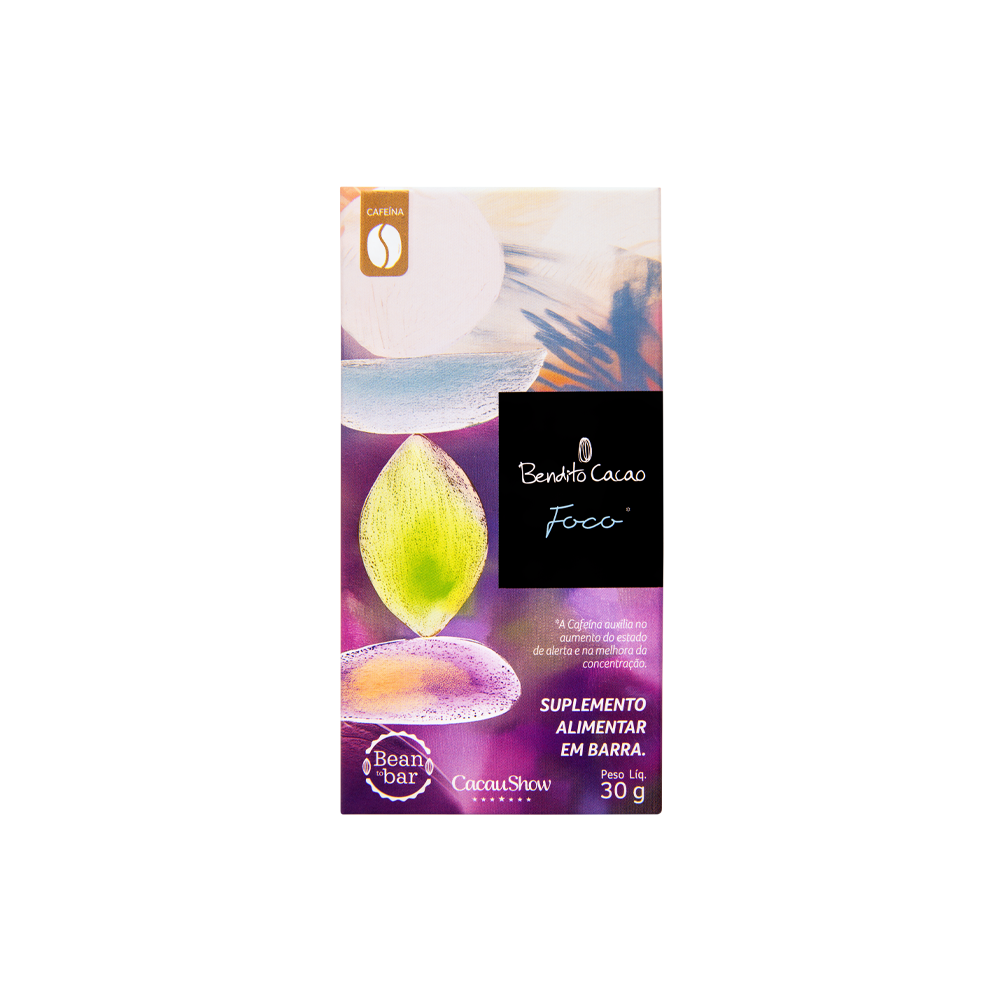 CAFEÍNA
Bendito Cacao
Foco°
°A Cafeína auxilia no
aumento do estado
de alerta e na melhora da
concentração.
SUPLEMENTO
ALIMENTAR
EM BARRA.
Bean
to bar
CacauShow
Peso Líq.
30 g